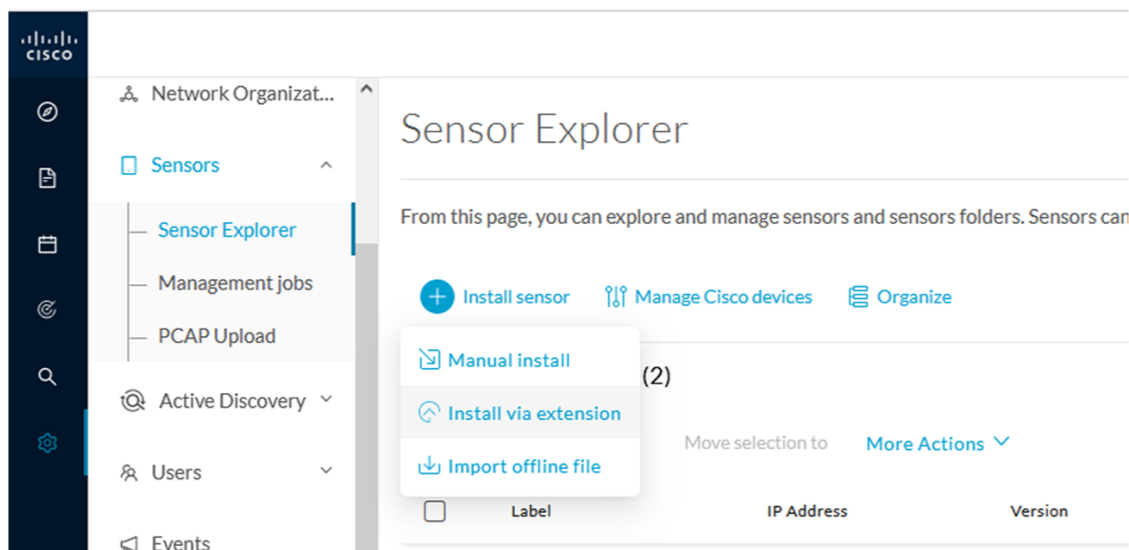 CISCO
Network Organizat...
Sensors
Sensor Explorer
Management jobs
PCAP Upload
Active Discovery
Users
Events
Sensor Explorer
From this page, you can explore and manage sensors and sensors folders. Sensors can
Install sensor
Manage Cisco devices
Organize
Manual install
Install via extension
Import offline file
(2)
Move selection to
More Actions
Label
IP Address
Version